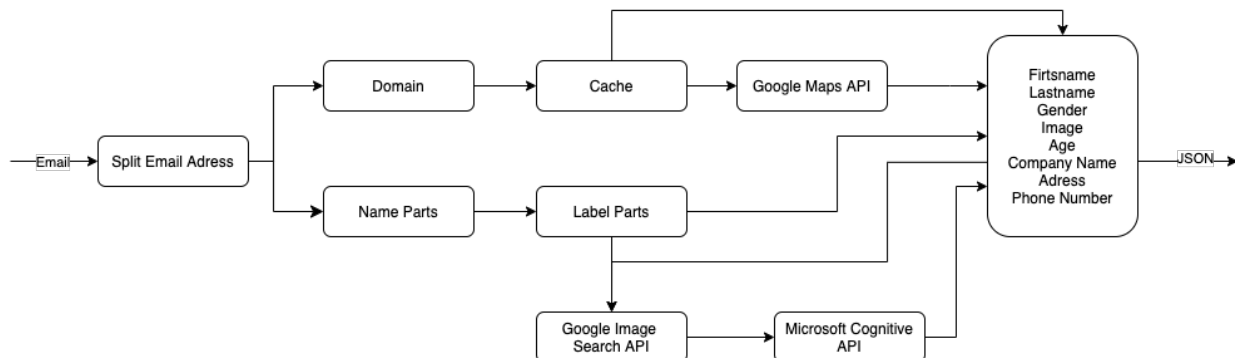 Email
Split Email Adress
Domain
Cache
Google Maps API
Name Parts
Label Parts
Google Image
Search API
Microsoft Cognitive
API
Firtsname
Lastname
Gender
Image
Age
Company Name
Adress
Phone Number
JSON